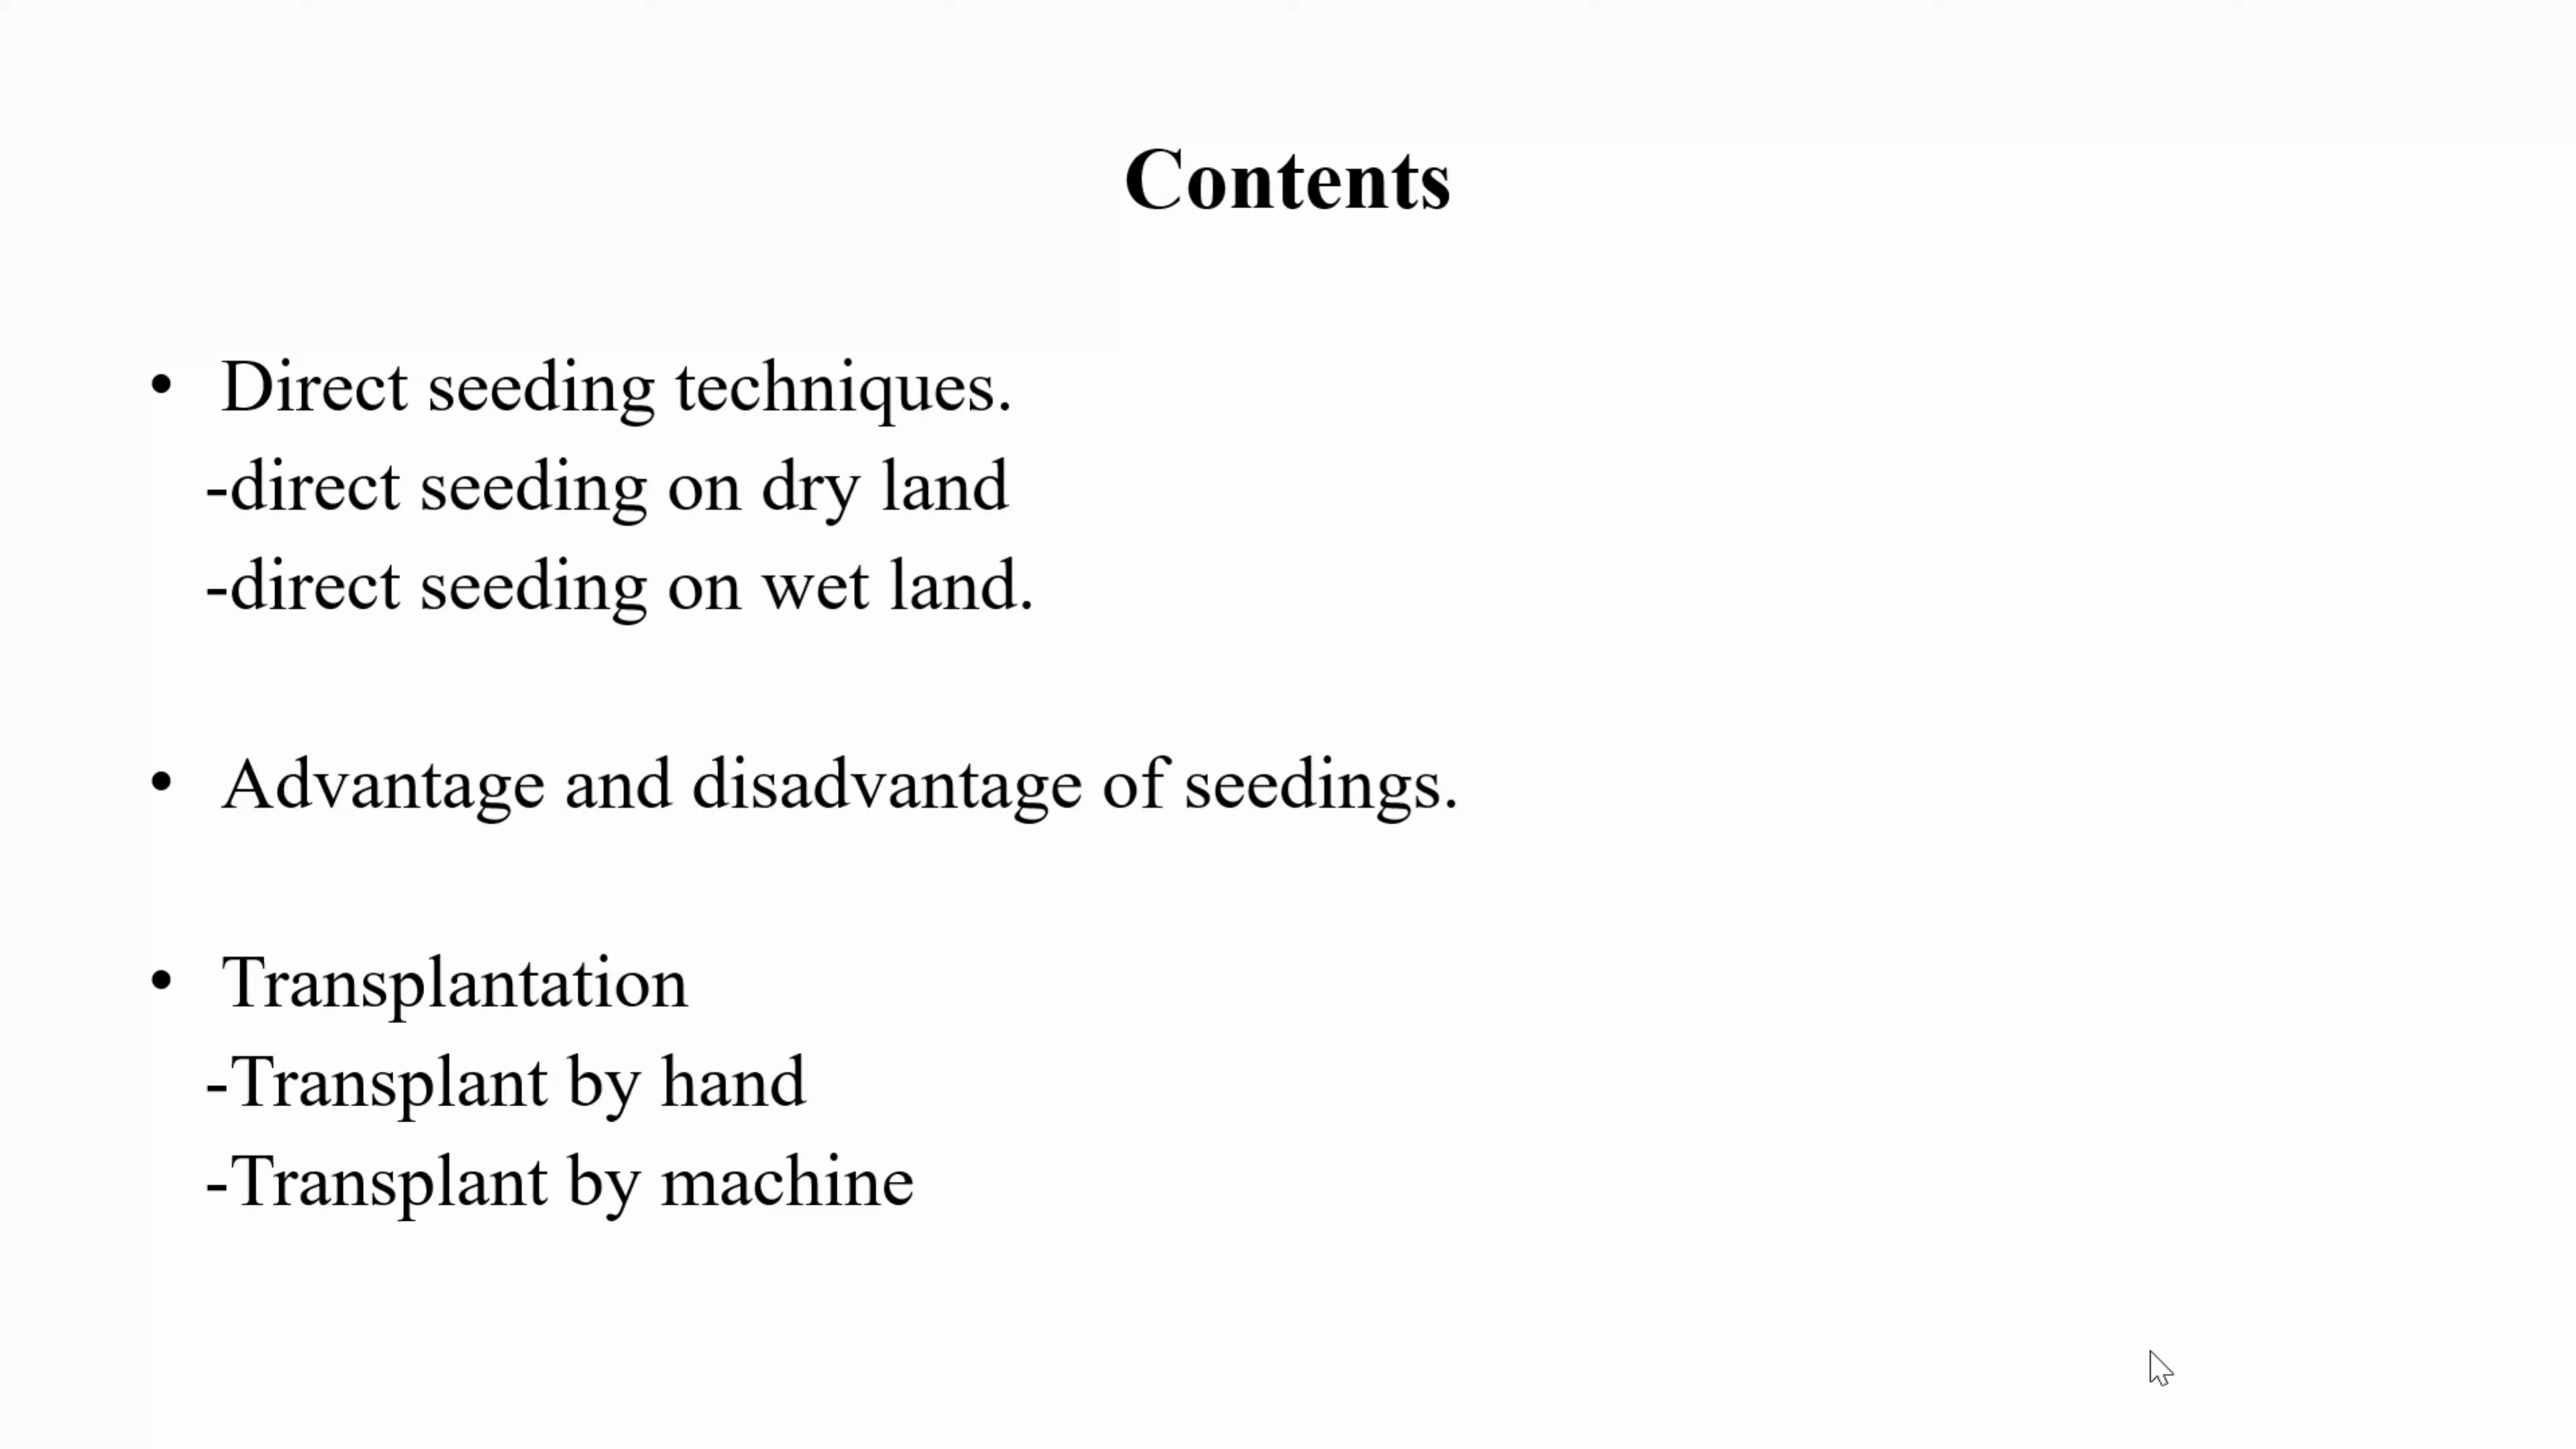 Contents
• Direct seeding techniques.
-direct seeding on dry land
-direct seeding on wet land.
• Advantage and disadvantage of seedings.
• Transplantation
-Transplant by hand
-Transplant by machine